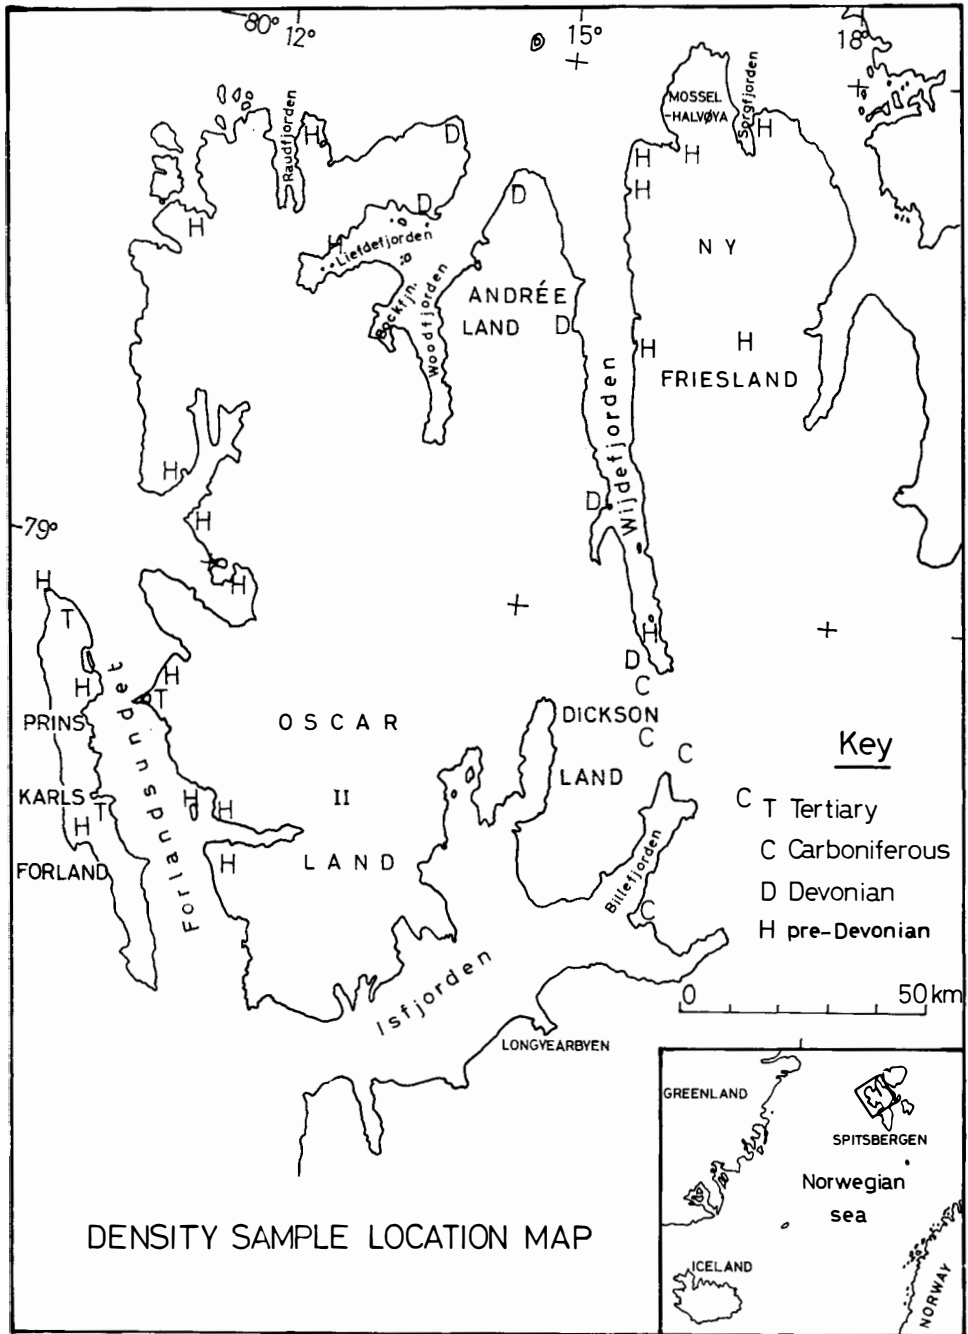 80°
12°
15°
18°
MOSSEL
-HALVØYA
Sorgfjorden
Raudfjorden
H
D
H
H
H
H
D
D
H
H
H
Liefdefjorden
NY
Bockfjn.
Woodfjorden
ANDRÉE
LAND
D
H
H
FRIESLAND
Wijdefjorden
H
D
H
79°
H
H
T
H
D
C
H
H
T
PRINS
OSCAR
DICKSON
C
C
Forlandsundet
KARLS
T
H
H
H
II
LAND
C
Key
T Tertiary
C Carboniferous
D Devonian
H pre-Devonian
FORLAND
H
LAND
Billefjorden
C
Isfjorden
0
50km
LONGYEARBYEN
GREENLAND
SPITSBERGEN
Norwegian
sea
ICELAND
NORWAY
DENSITY SAMPLE LOCATION MAP